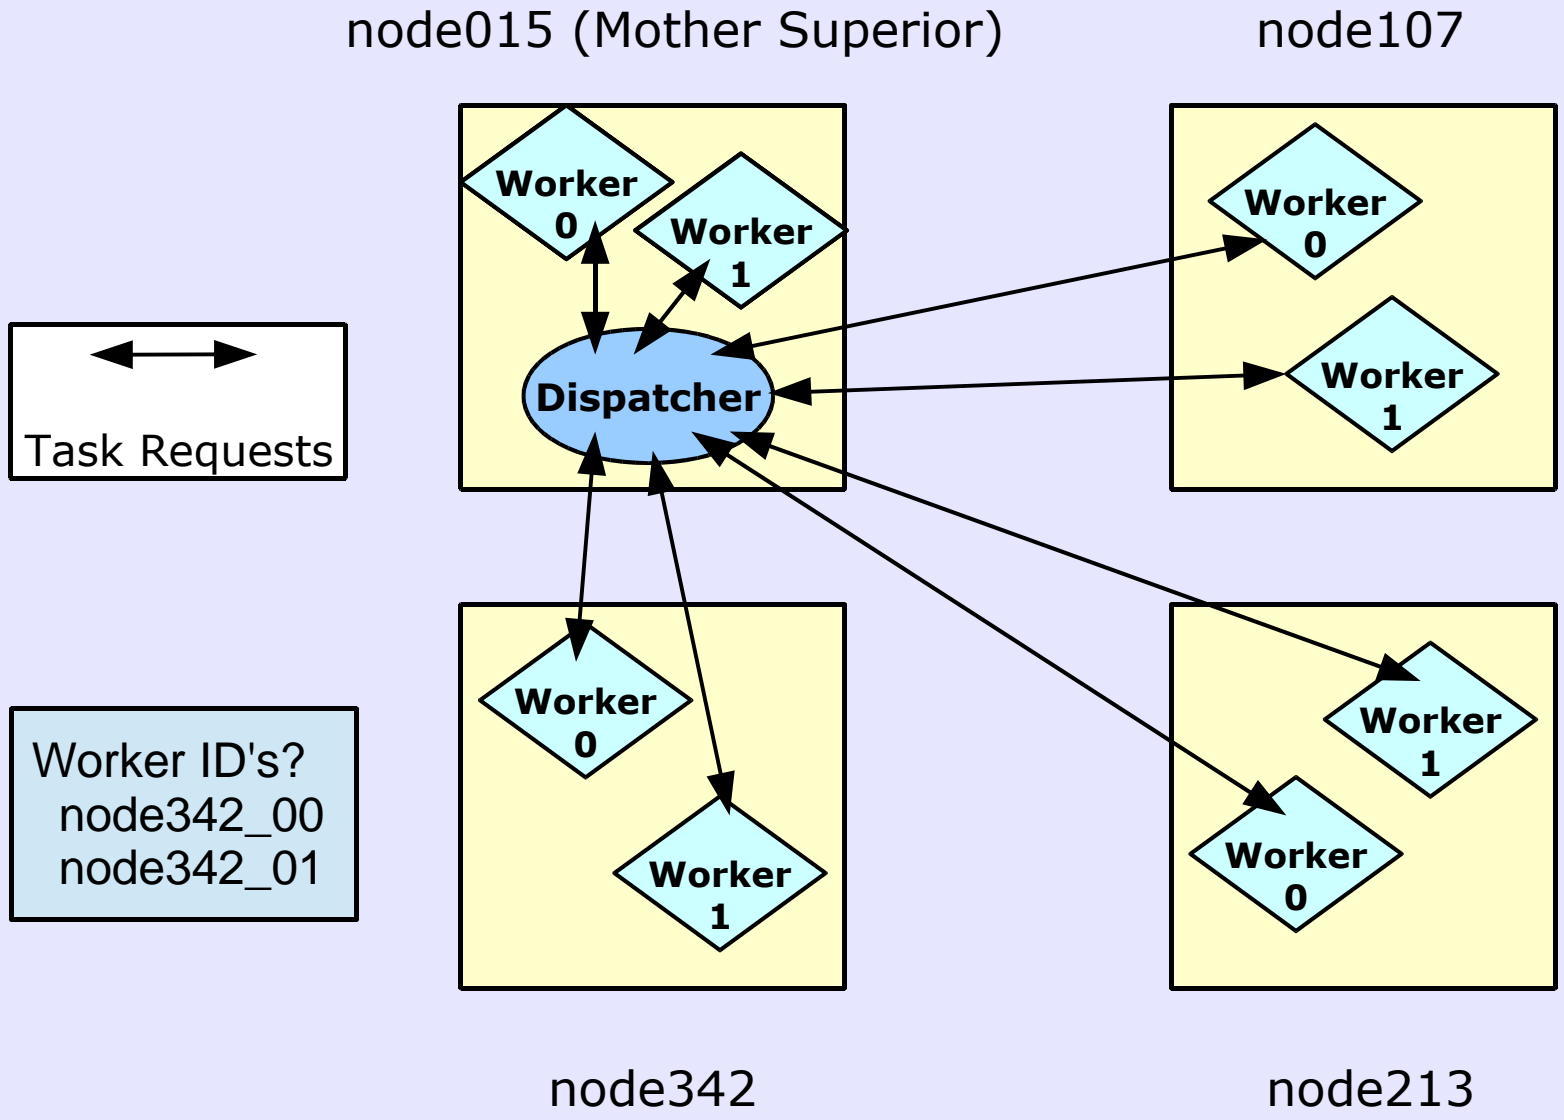 node015 (Mother Superior)
node107
Worker
0
Worker
1
Dispatcher
Worker
0
Worker
1
Task Requests
Worker ID's?
node342_00
node342_01
Worker
0
Worker
1
Worker
1
Worker
0
node342
node213